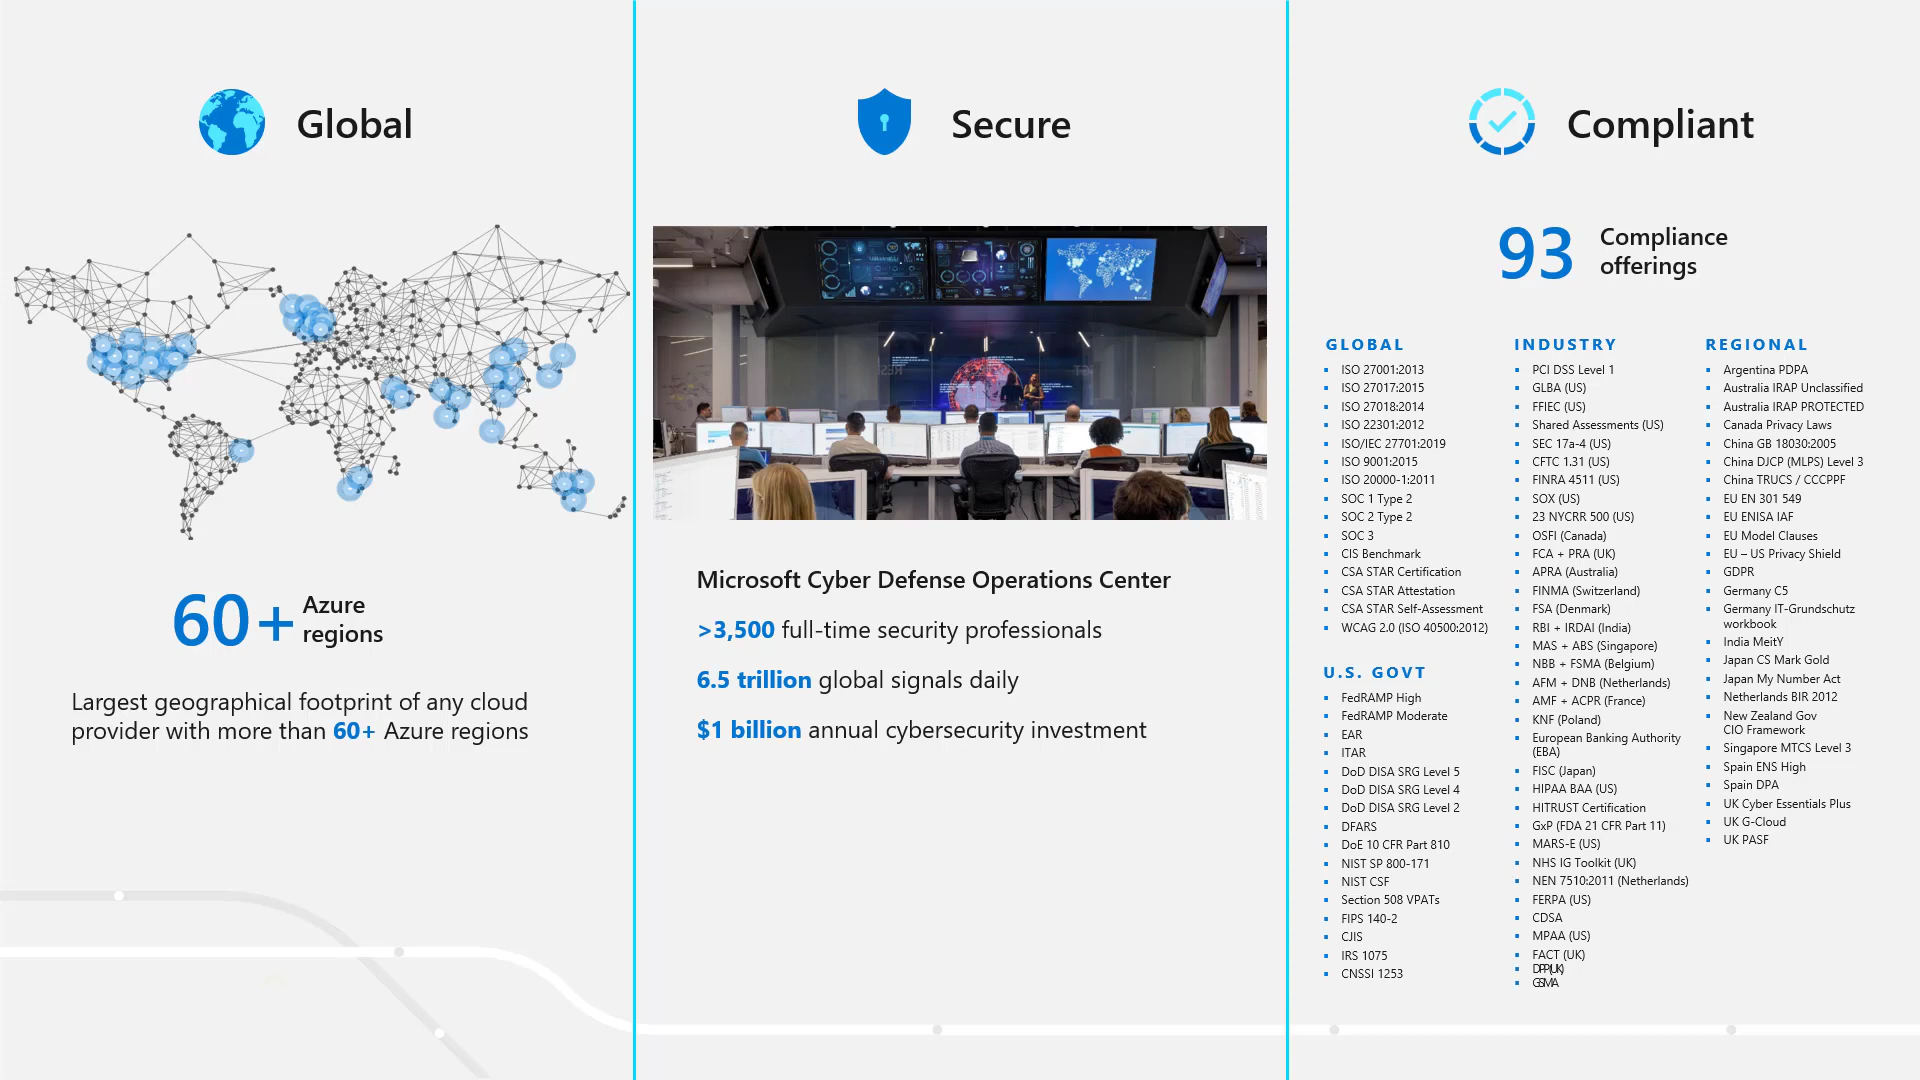 Global
60+
Azure
regions
Largest geographical footprint of any cloud
provider with more than 60+ Azure regions
Secure
Microsoft Cyber Defense Operations Center
>3,500 full-time security professionals
6.5 trillion global signals daily
$1 billion annual cybersecurity investment
Compliant
93
Compliance
offerings
GLOBAL
ISO 27001:2013
ISO 27017:2015
ISO 27018:2014
ISO 22301:2012
ISO/IEC 27701:2019
ISO 9001:2015
ISO 20000-1:2011
SOC 1 Type 2
SOC 2 Type 2
SOC 3
CIS Benchmark
CSA STAR Certification
CSA STAR Attestation
CSA STAR Self-Assessment
WCAG 2.0 (ISO 40500:2012)
U.S. GOVT
FedRAMP High
FedRAMP Moderate
EAR
ITAR
DoD DISA SRG Level 5
DoD DISA SRG Level 4
DoD DISA SRG Level 2
DFARS
DoE 10 CFR Part 810
NIST SP 800-171
NIST CSF
Section 508 VPATs
FIPS 140-2
CJIS
IRS 1075
CNSSI 1253
INDUSTRY
PCI DSS Level 1
GLBA (US)
FFIEC (US)
Shared Assessments (US)
SEC 17a-4 (US)
CFTC 1.31 (US)
FINRA 4511 (US)
SOX (US)
23 NYCRR 500 (US)
OSFI (Canada)
FCA + PRA (UK)
APRA (Australia)
FINMA (Switzerland)
FSA (Denmark)
RBI + IRDAI (India)
MAS + ABS (Singapore)
NBB + FSMA (Belgium)
AFM + DNB (Netherlands)
AMF + ACPR (France)
KNF (Poland)
European Banking Authority
(EBA)
FISC (Japan)
HIPAA BAA (US)
HITRUST Certification
GxP (FDA 21 CFR Part 11)
MARS-E (US)
NHS IG Toolkit (UK)
NEN 7510:2011 (Netherlands)
FERPA (US)
CDSA
MPAA (US)
FACT (UK)
DPP (UK)
GSMA
REGIONAL
Argentina PDPA
Australia IRAP Unclassified
Australia IRAP PROTECTED
Canada Privacy Laws
China GB 18030:2005
China DJCP (MLPS) Level 3
China TRUCS / CCCPPF
EU EN 301 549
EU ENISA IAF
EU Model Clauses
EU – US Privacy Shield
GDPR
Germany C5
Germany IT-Grundschutz
workbook
India MeitY
Japan CS Mark Gold
Japan My Number Act
Netherlands BIR 2012
New Zealand Gov
CIO Framework
Singapore MTCS Level 3
Spain ENS High
Spain DPA
UK Cyber Essentials Plus
UK G-Cloud
UK PASF